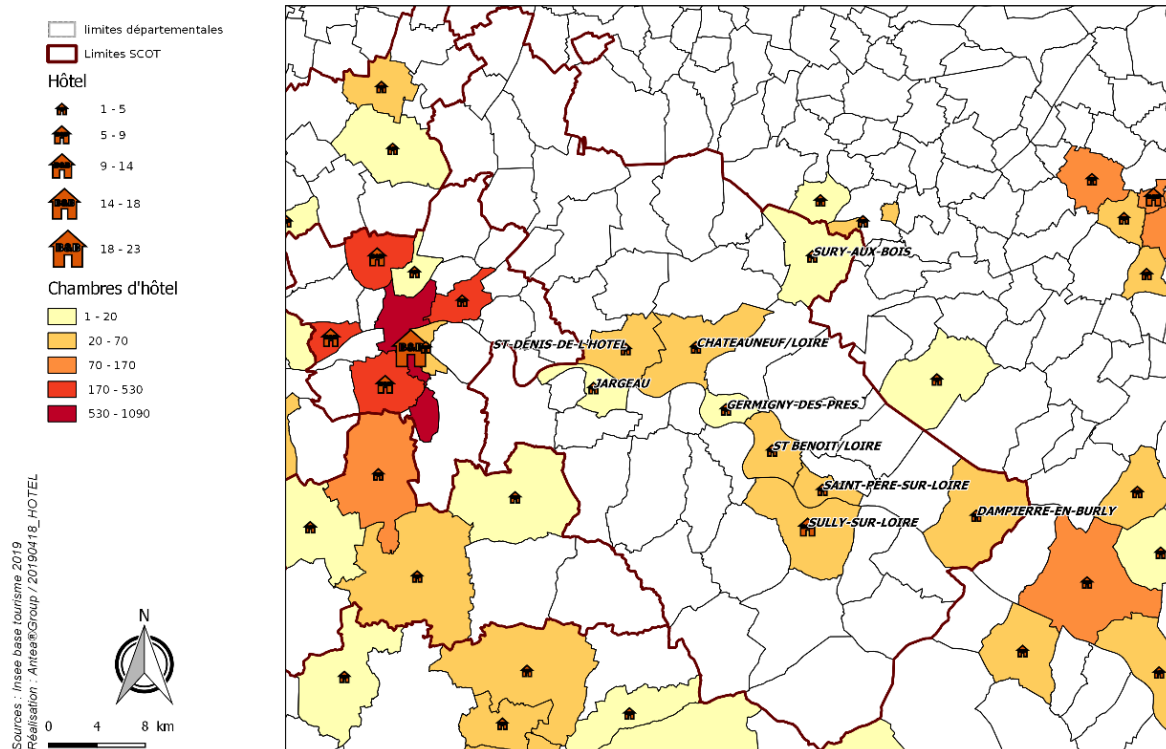 limites départementales
Limites SCOT
Hôtel
1 - 5
5 - 9
9 - 14
14 - 18
18 - 23
Chambres d'hôtel
1 - 20
20 - 70
70 - 170
170 - 530
530 - 1090
Sources : Insee base tourisme 2019
Réalisation : Antea®Group / 20190418_HOTEL
N
0 4 8 km
SURY-AUX-BOIS
ST-DENIS-DE-L'HOTEL
CHATEAUNEUF/LOIRE
B&B
JARGEAU
GERMIGNY-DES-PRES
ST BENOIT/LOIRE
SAINT-PERE-SUR-LOIRE
SULLY-SUR-LOIRE
DAMPIERRE-EN-BURLY